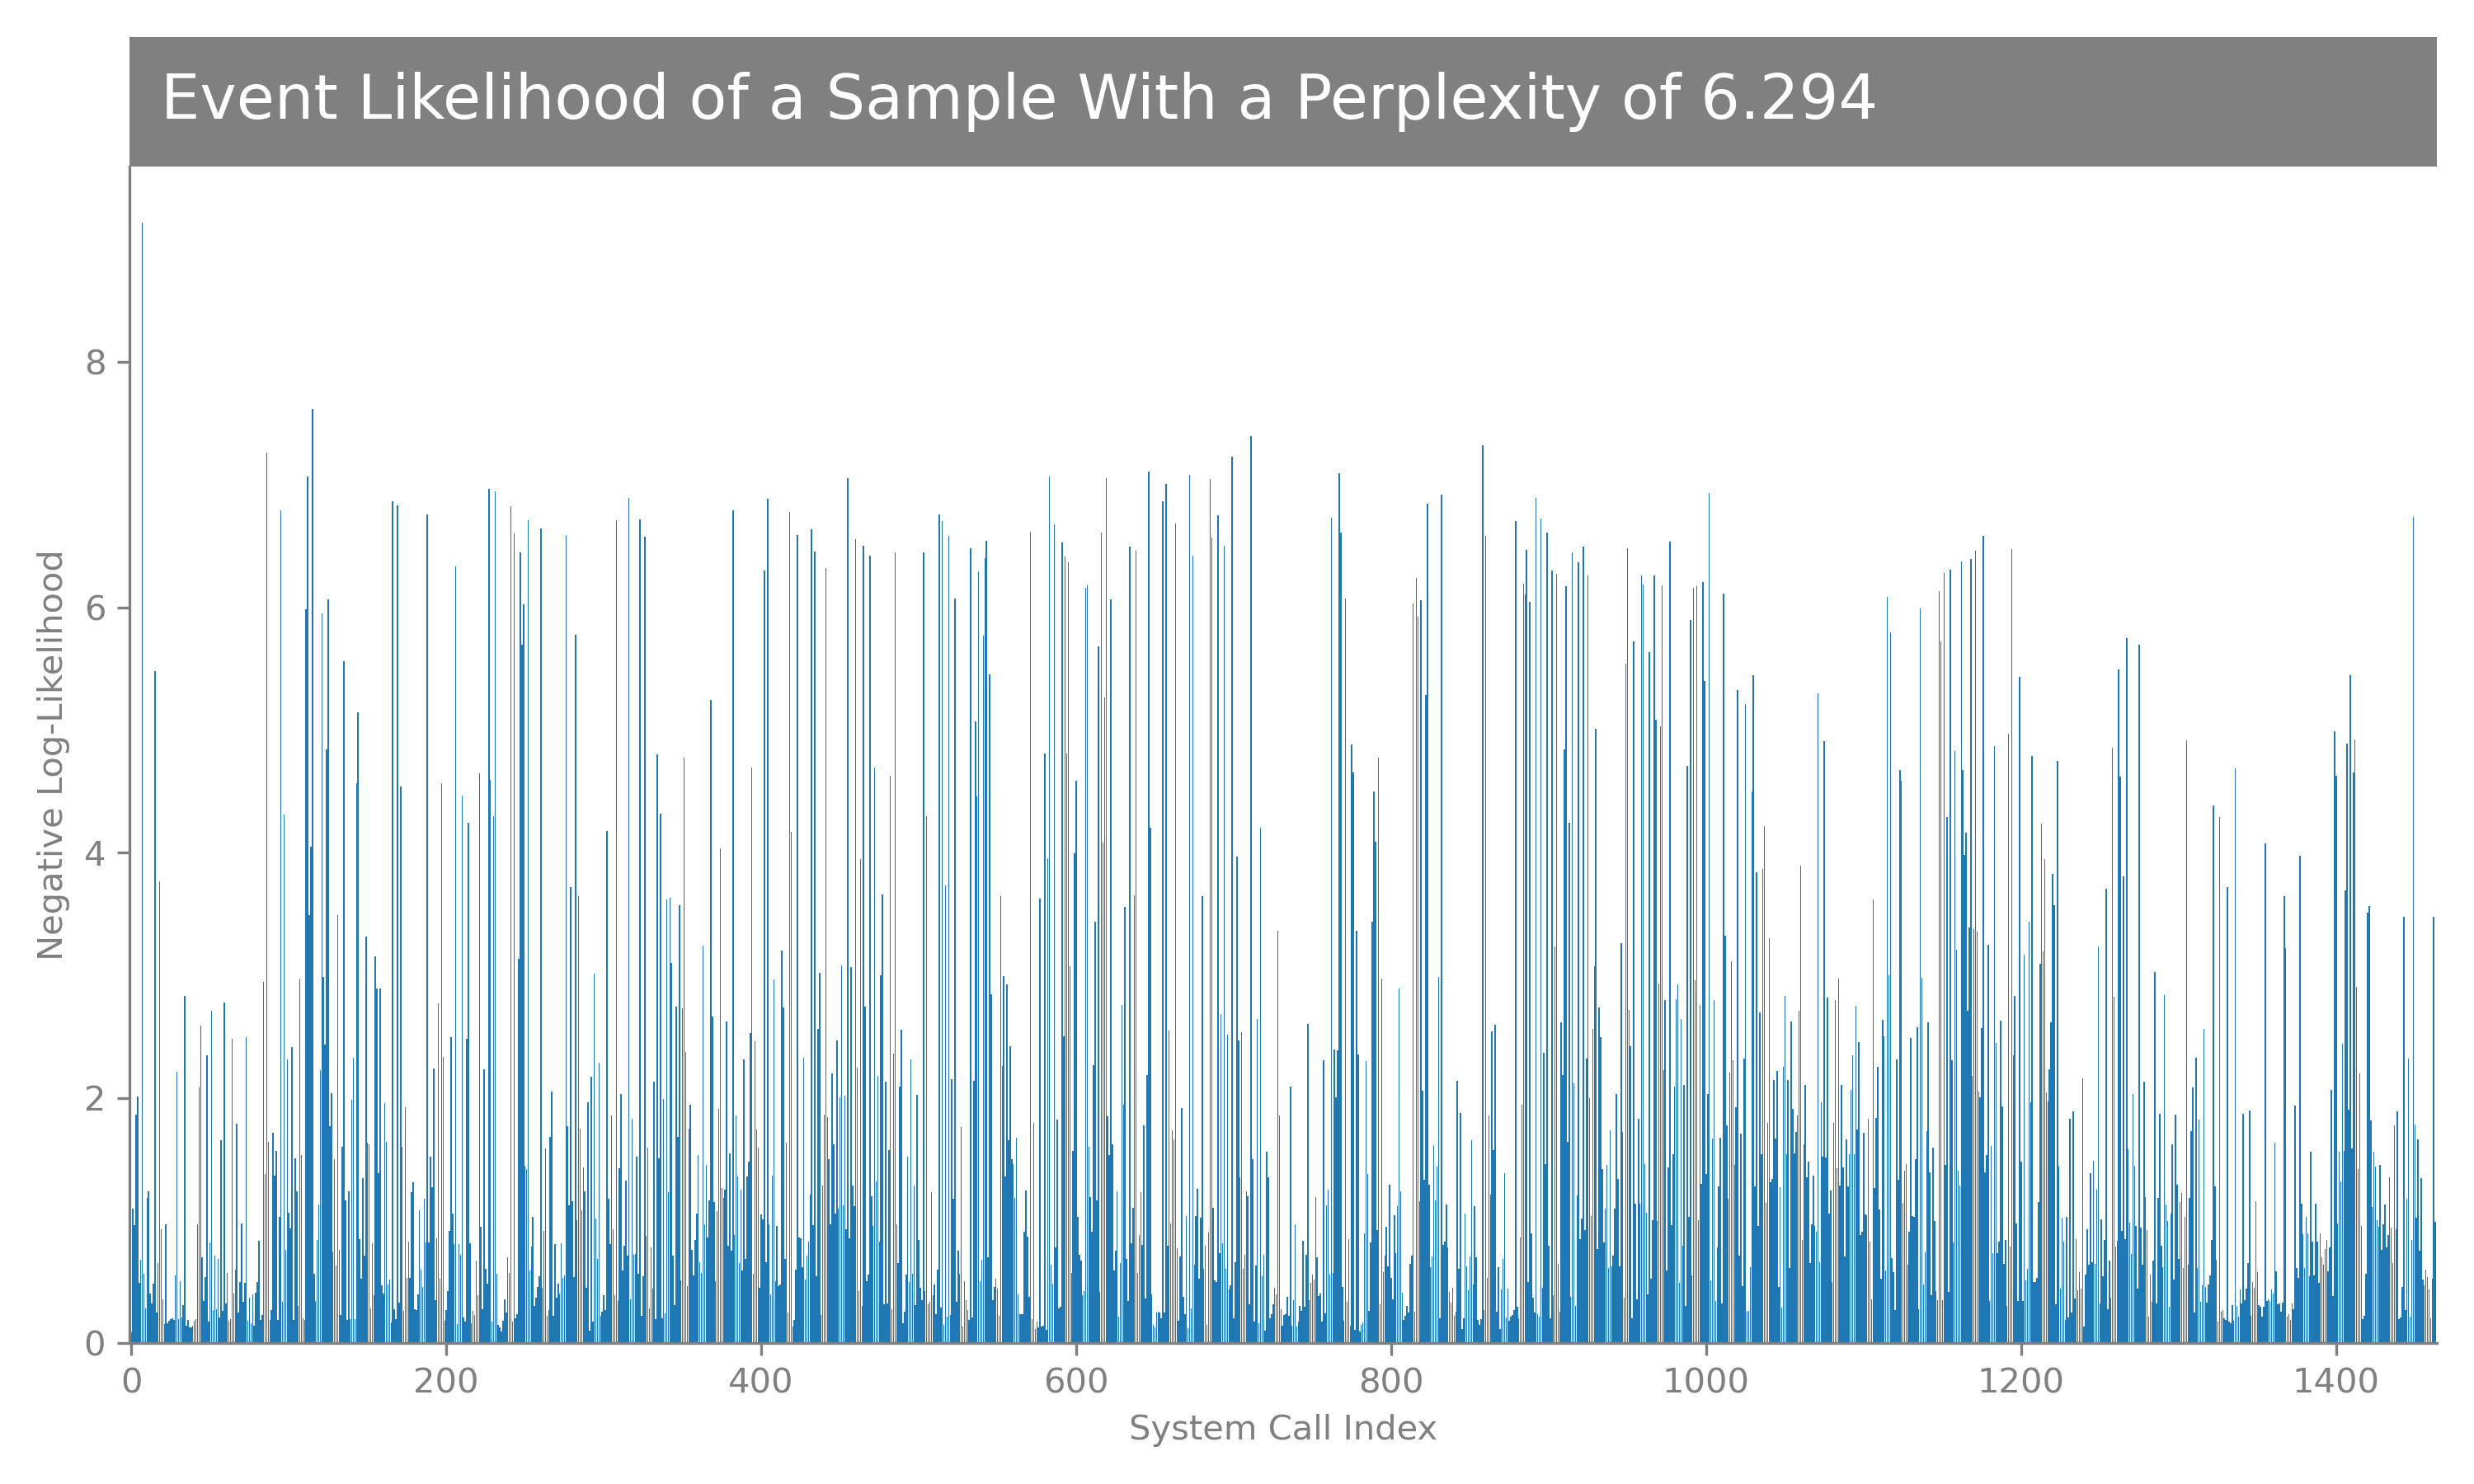 Event Likelihood of a Sample With a Perplexity of 6.294
Negative Log-Likelihood
8
6
4
2
0
0 200 400 600 800 1000 1200 1400
System Call Index